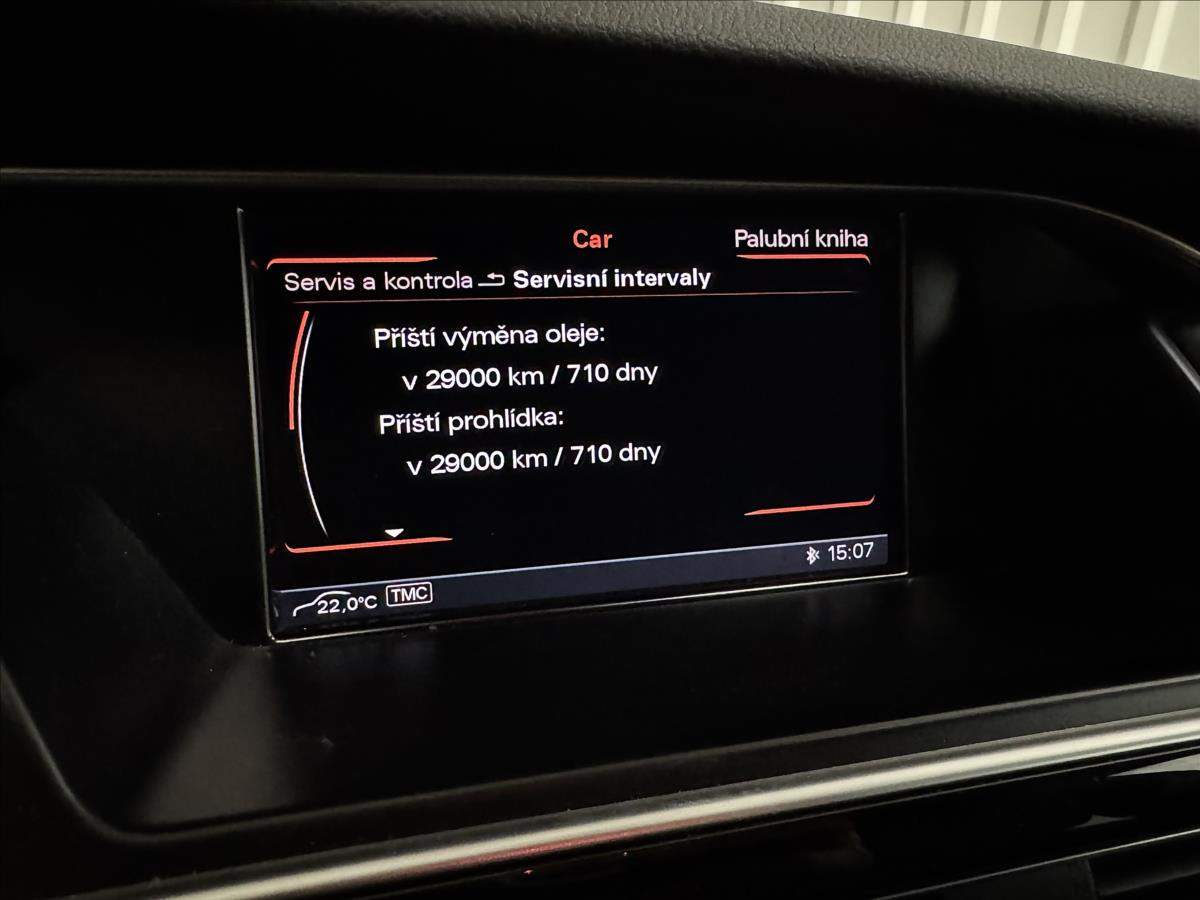 Car
Palubní kniha
Servis a kontrola Servisní intervaly
Příští výměna oleje:
v 29000 km / 710 dny
Příští prohlídka:
v 29000 km / 710 dny
15:07
22,0°C TMC